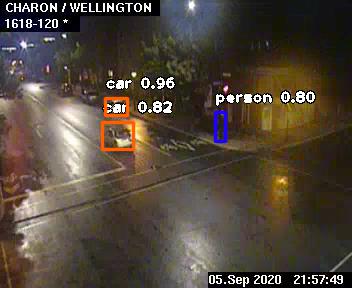 CHARON / WELLINGTON
1618-120 *
car 0.96
car 0.82
person 0.80
05.Sep 2020 21:57:49